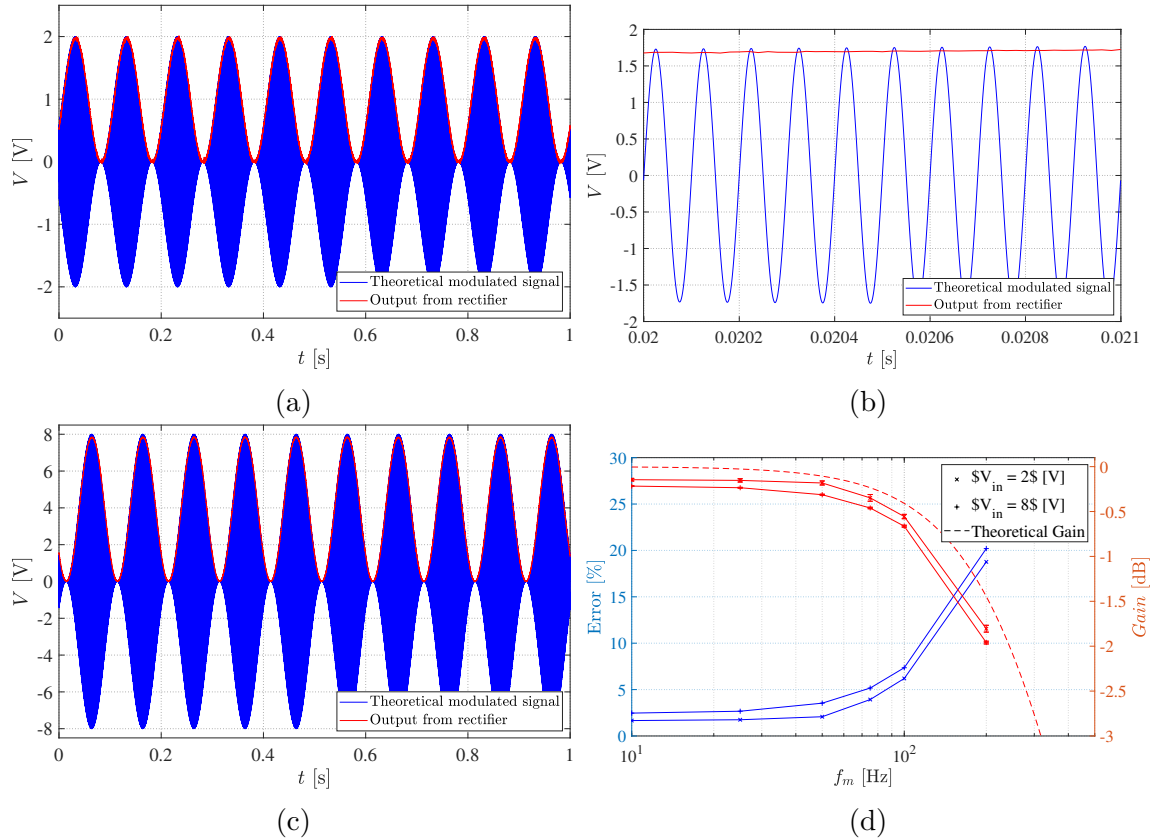 2
1
0
-1
-2
V [V]
0
0.2
0.4
0.6
0.8
1
t [s]
Theoretical modulated signal
Output from rectifier
(a)
2
1.5
1
0.5
0
-0.5
-1
-1.5
-2
V [V]
0.02
0.0202
0.0204
0.0206
0.0208
0.021
t [s]
Theoretical modulated signal
Output from rectifier
(b)
8
6
4
2
0
-2
-4
-6
-8
V [V]
0
0.2
0.4
0.6
0.8
1
t [s]
Theoretical modulated signal
Output from rectifier
(c)
30
25
20
15
10
5
0
Error [%]
$V_in = 2$ [V]
$V_in = 8$ [V]
Theoretical Gain
0
-0.5
-1
-1.5
-2
-2.5
-3
Gain [dB]
10^1
10^2
f_m [Hz]
(d)